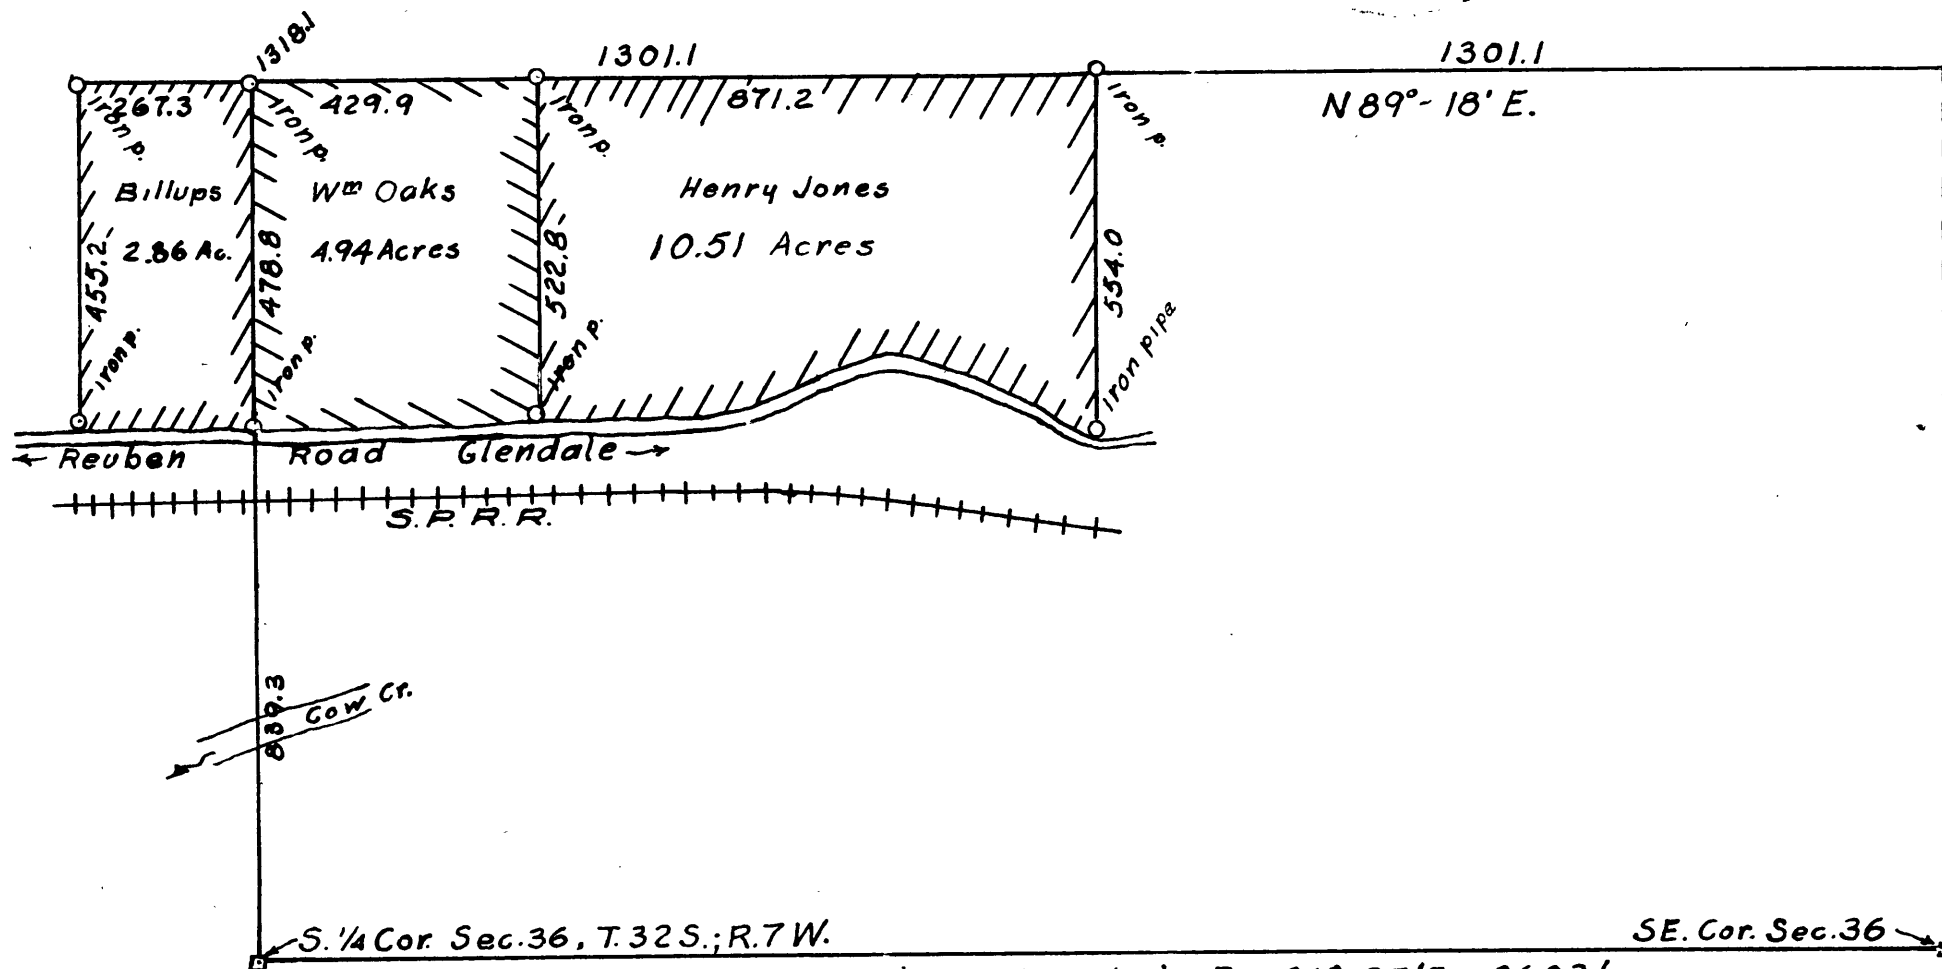 1318.1
1301.1
1301.1
267.3
429.9
871.2
N 89°- 18' E.
Iron p.
Iron p.
Iron p.
Iron p.
Billups
Wm Oaks
Henry Jones
2.86 Ac.
4.94 Acres
10.51 Acres
455.2'
478.8
522.8'
554.0
Iron p.
Iron p.
Iron p.
Iron pipe
← Reuben Road Glendale →
S.P.R.R.
839.3
Cow Cr.
S. 1/4 Cor. Sec.36, T.32S.; R.7W.
SE. Cor. Sec.36